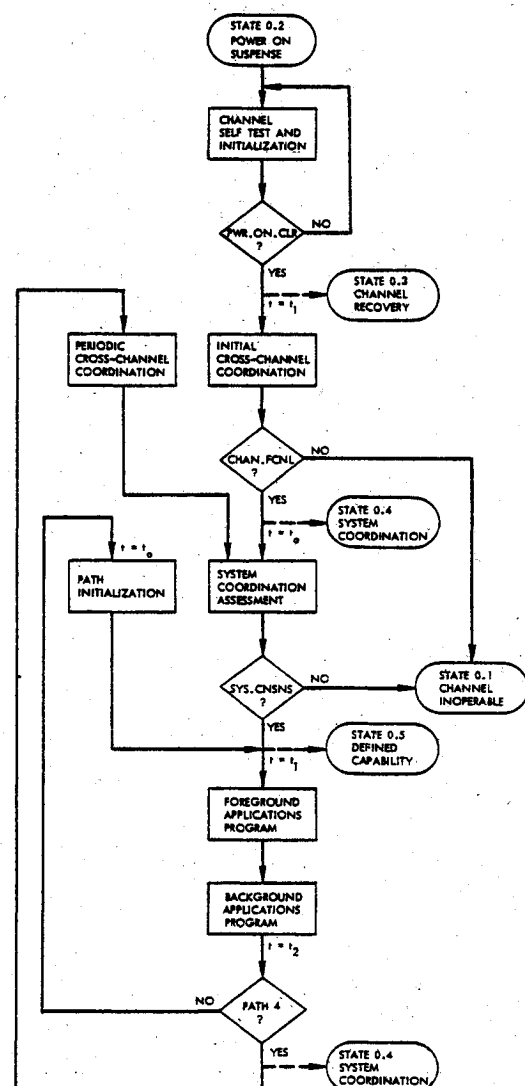 STATE 0.2
POWER ON
SUSPENSE
CHANNEL
SELF TEST AND
INITIALIZATION
PWR.ON.CLR
?
NO
YES
t = t1
STATE 0.3
CHANNEL
RECOVERY
PERIODIC
CROSS-CHANNEL
COORDINATION
INITIAL
CROSS-CHANNEL
COORDINATION
CHAN.FCNL
?
NO
YES
t = to
STATE 0.4
SYSTEM
COORDINATION
t = to
PATH
INITIALIZATION
SYSTEM
COORDINATION
ASSESSMENT
SYS.CNSNS
?
NO
STATE 0.1
CHANNEL
INOPERABLE
YES
t = t1
STATE 0.5
DEFINED
CAPABILITY
FOREGROUND
APPLICATIONS
PROGRAM
BACKGROUND
APPLICATIONS
PROGRAM
t = t2
NO
PATH 4
?
YES
STATE 0.4
SYSTEM
COORDINATION